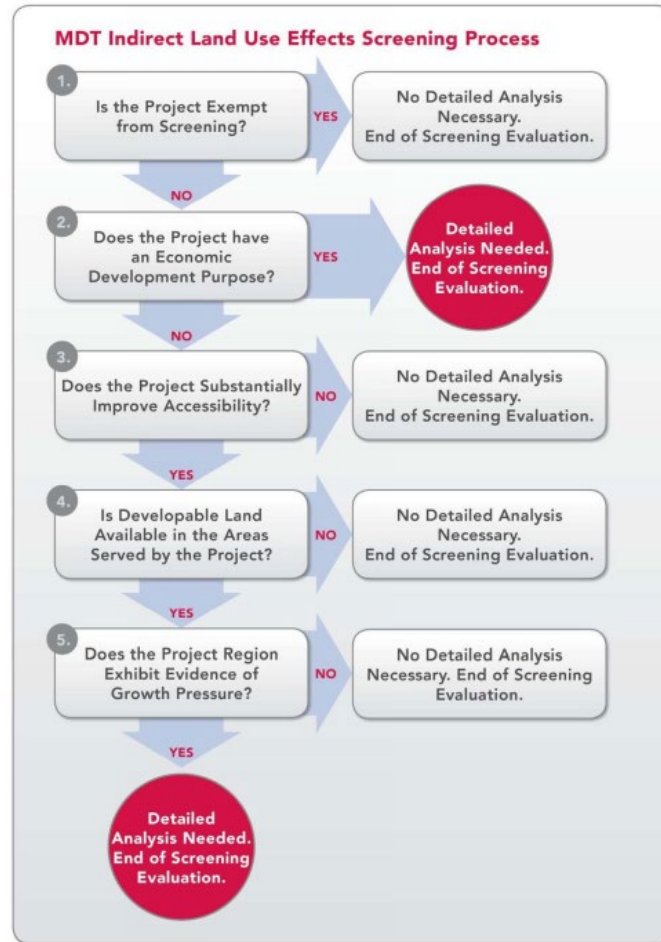 MDT Indirect Land Use Effects Screening Process
1.
Is the Project Exempt
from Screening?
YES
No Detailed Analysis
Necessary.
End of Screening Evaluation.
NO
2.
Does the Project have
an Economic
Development Purpose?
YES
Detailed
Analysis Needed.
End of Screening
Evaluation.
NO
3.
Does the Project Substantially
Improve Accessibility?
NO
No Detailed Analysis
Necessary.
End of Screening Evaluation.
YES
4.
Is Developable Land
Available in the Areas
Served by the Project?
NO
No Detailed Analysis
Necessary.
End of Screening Evaluation.
YES
5.
Does the Project Region
Exhibit Evidence of
Growth Pressure?
NO
No Detailed Analysis
Necessary. End of Screening
Evaluation.
YES
Detailed
Analysis Needed.
End of Screening
Evaluation.